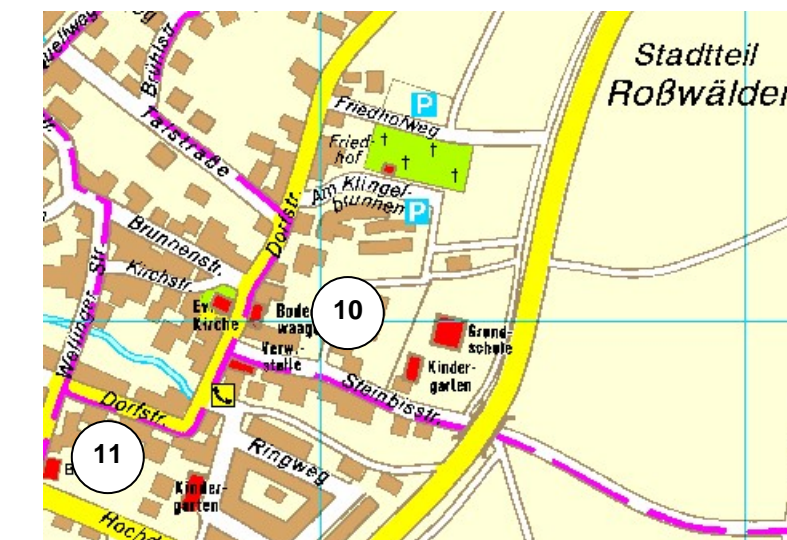 Stadtteil
Roßwälden
Brühlstr.
Talstraße
P
Friedhofweg
Fried-
hof
Am Klingel-
brunnen
P
Dorfstr.
Brunnenstr.
Kirchstr.
Ev.
Kirche
10
Verw.-
stelle
Grund-
schule
Kinder-
garten
Weilinger Str.
Steinbisstr.
Dorfstr.
11
Ringweg
Kinder-
garten